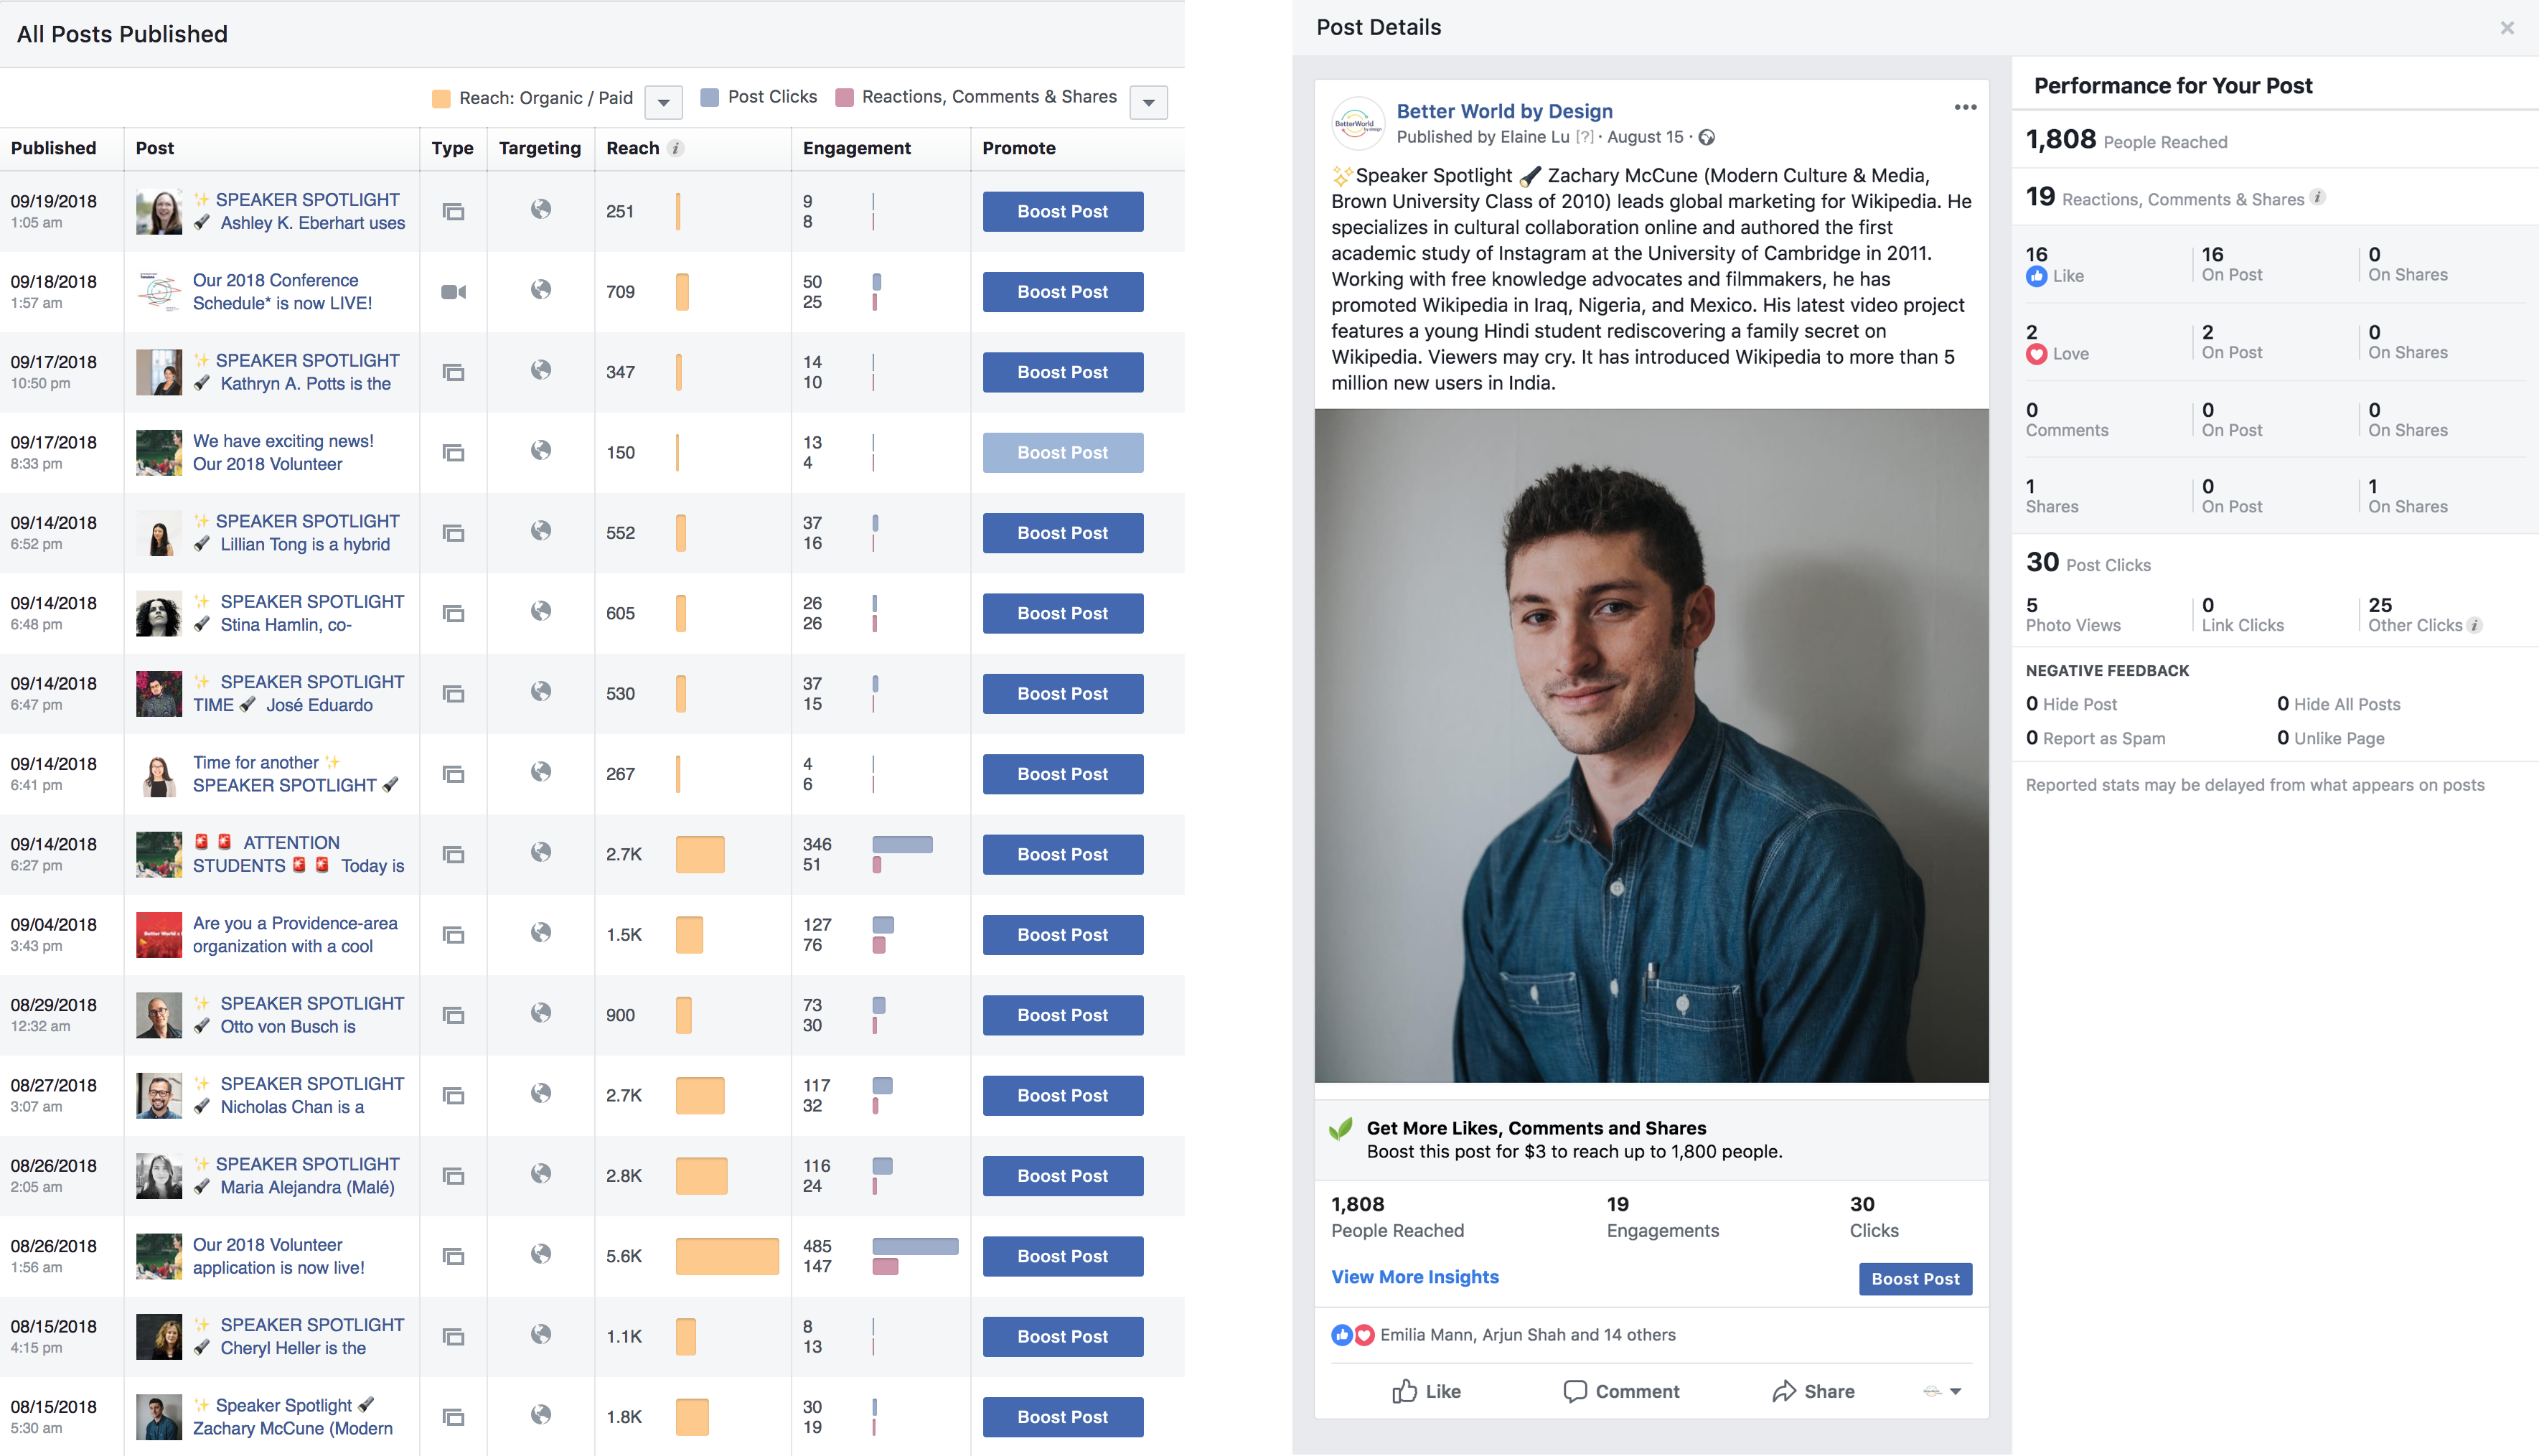 All Posts Published
Reach: Organic / Paid
Post Clicks
Reactions, Comments & Shares
Published Post Type Targeting Reach i Engagement Promote
09/19/2018
1:05 am
✨ SPEAKER SPOTLIGHT
🔦 Ashley K. Eberhart uses
251
9
8
Boost Post
09/18/2018
1:57 am
Our 2018 Conference
Schedule* is now LIVE!
709
50
25
Boost Post
09/17/2018
10:50 pm
✨ SPEAKER SPOTLIGHT
🔦 Kathryn A. Potts is the
347
14
10
Boost Post
09/17/2018
8:33 pm
We have exciting news!
Our 2018 Volunteer
150
13
4
Boost Post
09/14/2018
6:52 pm
✨ SPEAKER SPOTLIGHT
🔦 Lillian Tong is a hybrid
552
37
16
Boost Post
09/14/2018
6:48 pm
✨ SPEAKER SPOTLIGHT
🔦 Stina Hamlin, co-
605
26
26
Boost Post
09/14/2018
6:47 pm
✨ SPEAKER SPOTLIGHT
TIME 🔦 José Eduardo
530
37
15
Boost Post
09/14/2018
6:41 pm
Time for another ✨
SPEAKER SPOTLIGHT 🔦
267
4
6
Boost Post
09/14/2018
6:27 pm
🚨 🚨 ATTENTION
STUDENTS 🚨 🚨 Today is
2.7K
346
51
Boost Post
09/04/2018
3:43 pm
Are you a Providence-area
organization with a cool
1.5K
127
76
Boost Post
08/29/2018
12:32 am
✨ SPEAKER SPOTLIGHT
🔦 Otto von Busch is
900
73
30
Boost Post
08/27/2018
3:07 am
✨ SPEAKER SPOTLIGHT
🔦 Nicholas Chan is a
2.7K
117
32
Boost Post
08/26/2018
2:05 am
✨ SPEAKER SPOTLIGHT
🔦 Maria Alejandra (Malé)
2.8K
116
24
Boost Post
08/26/2018
1:56 am
Our 2018 Volunteer
application is now live!
5.6K
485
147
Boost Post
08/15/2018
4:15 pm
✨ SPEAKER SPOTLIGHT
🔦 Cheryl Heller is the
1.1K
8
13
Boost Post
08/15/2018
5:30 am
✨ Speaker Spotlight 🔦
Zachary McCune (Modern
1.8K
30
19
Boost Post
Post Details
BetterWorld
by design
Better World by Design
Published by Elaine Lu [?] · August 15 ·
✨Speaker Spotlight 🔦 Zachary McCune (Modern Culture & Media,
Brown University Class of 2010) leads global marketing for Wikipedia. He
specializes in cultural collaboration online and authored the first
academic study of Instagram at the University of Cambridge in 2011.
Working with free knowledge advocates and filmmakers, he has
promoted Wikipedia in Iraq, Nigeria, and Mexico. His latest video project
features a young Hindi student rediscovering a family secret on
Wikipedia. Viewers may cry. It has introduced Wikipedia to more than 5
million new users in India.
Get More Likes, Comments and Shares
Boost this post for $3 to reach up to 1,800 people.
1,808 19 30
People Reached Engagements Clicks
View More Insights Boost Post
Emilia Mann, Arjun Shah and 14 others
Like Comment Share
Performance for Your Post
1,808 People Reached
19 Reactions, Comments & Shares i
16 16 0
Like On Post On Shares
2 2 0
Love On Post On Shares
0 0 0
Comments On Post On Shares
1 0 1
Shares On Post On Shares
30 Post Clicks
5 0 25
Photo Views Link Clicks Other Clicks i
NEGATIVE FEEDBACK
0 Hide Post 0 Hide All Posts
0 Report as Spam 0 Unlike Page
Reported stats may be delayed from what appears on posts